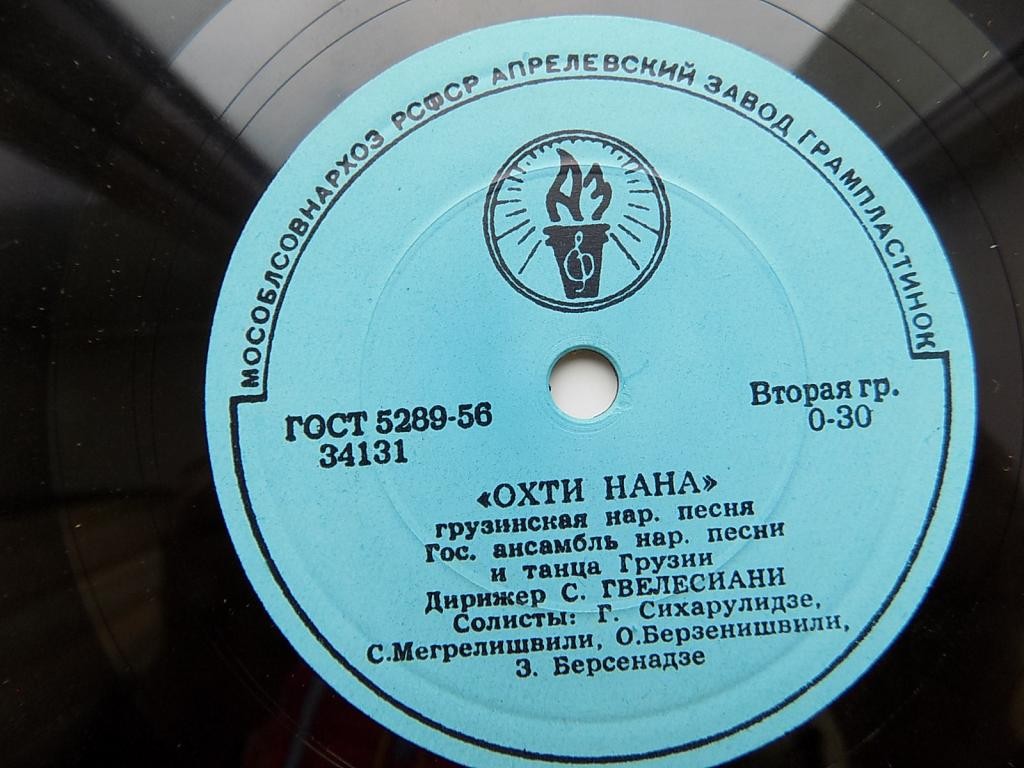 МОСОБЛСОВНАРХОЗ РСФСР АПРЕЛЕВСКИЙ ЗАВОД ГРАМПЛАСТИНОК
АЗ
ГОСТ 5289-56
34131
Вторая гр.
0-30
«ОХТИ НАНА»
грузинская нар. песня
Гос. ансамбль нар. песни
и танца Грузии
Дирижер С. ГВЕЛЕСИАНИ
Солисты: Г. Сихарулидзе,
С.Мегрелишвили, О.Берзенишвили,
З. Берсенадзе